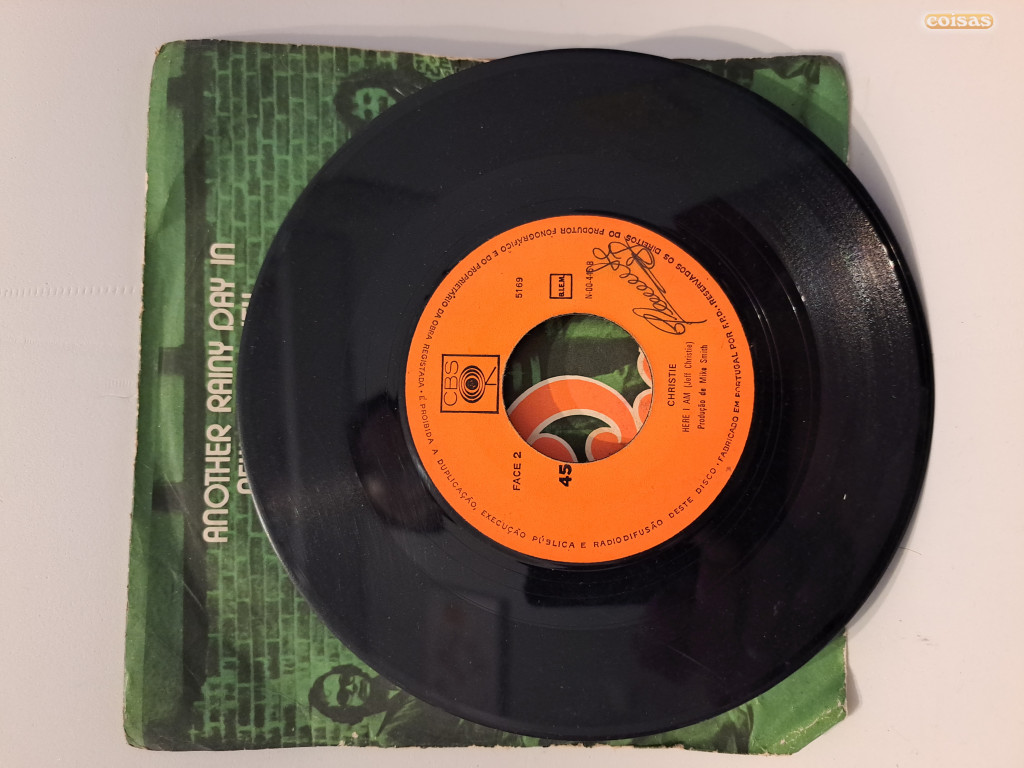 coisas
ANOTHER RAINY DAY IN
CBS
5169
B.I.E.M.
FACE 2
45
CHRISTIE
HERE I AM (Jeff Christie)
Produção de Mike Smith
RESERVADOS OS DIREITOS DO PRODUTOR FONOGRÁFICO E DO PROPRIETÁRIO DA OBRA REGISTADA • É PROIBIDA A DUPLICAÇÃO, EXECUÇÃO PÚBLICA E RADIODIFUSÃO DESTE DISCO • FABRICADO EM PORTUGAL POR F.P.D. •